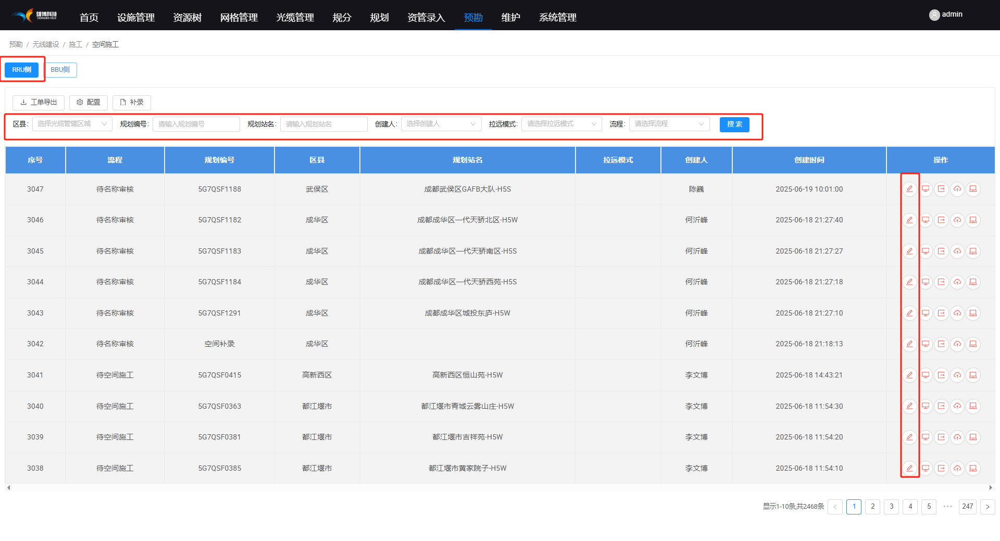 雄博科技
XIONGBO KEJI
首页 设施管理 资源树 网格管理 光缆管理 规分 规划 资管录入 预勘 维护 系统管理 admin
预勘 / 无线建设 / 施工 / 空间施工
RRU侧 BBU侧
工单导出 配置 补录
区县: 选择光缆管辖区域 规划编号: 请输入规划编号 规划站名: 请输入规划站名 创建人: 选择创建人 拉远模式: 请选择拉远模式 流程: 请选择流程 搜 索
序号 流程 规划编号 区县 规划站名 拉远模式 创建人 创建时间 操作
3047 待名称审核 5G7QSF1188 武侯区 成都武侯区GAFB大队-H5S 陈巍 2025-06-19 10:01:00
3046 待名称审核 5G7QSF1182 成华区 成都成华区一代天骄北区-H5W 何沂峰 2025-06-18 21:27:40
3045 待名称审核 5G7QSF1183 成华区 成都成华区一代天骄南区-H5S 何沂峰 2025-06-18 21:27:27
3044 待名称审核 5G7QSF1184 成华区 成都成华区一代天骄西苑-H5S 何沂峰 2025-06-18 21:27:18
3043 待名称审核 5G7QSF1291 成华区 成都成华区城投东庐-H5W 何沂峰 2025-06-18 21:27:10
3042 待名称审核 空间补录 成华区 何沂峰 2025-06-18 21:18:13
3041 待空间施工 5G7QSF0415 高新西区 高新西区恒山苑-H5W 李文博 2025-06-18 14:43:21
3040 待空间施工 5G7QSF0363 都江堰市 都江堰市青城云雾山庄-H5W 李文博 2025-06-18 11:54:30
3039 待空间施工 5G7QSF0381 都江堰市 都江堰市吉祥苑-H5W 李文博 2025-06-18 11:54:20
3038 待空间施工 5G7QSF0385 都江堰市 都江堰市黄家院子-H5W 李文博 2025-06-18 11:54:10
显示1-10条,共2468条 < 1 2 3 4 5 ••• 247 >